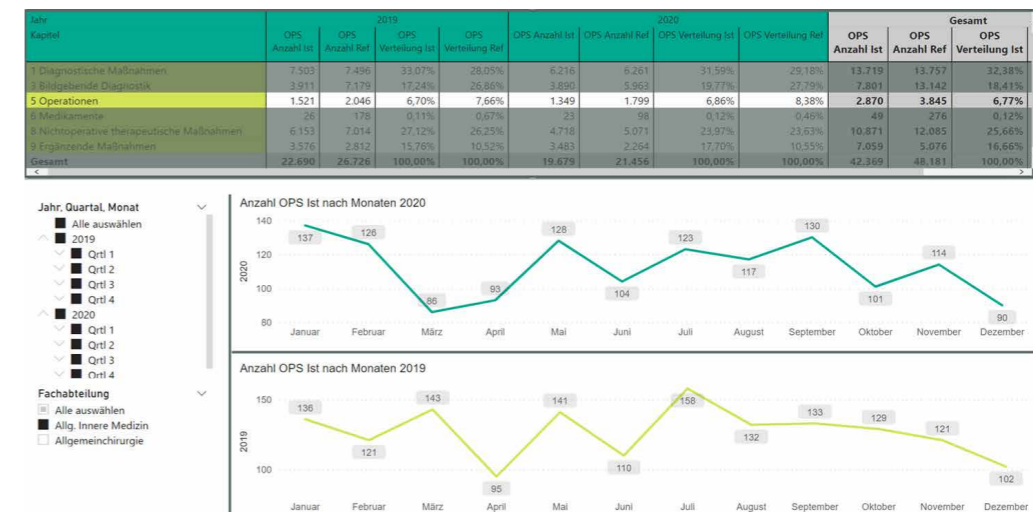 Jahr 2019 2020 Gesamt
Kapitel OPS Anzahl Ist OPS Anzahl Ref OPS Verteilung Ist OPS Verteilung Ref OPS Anzahl Ist OPS Anzahl Ref OPS Verteilung Ist OPS Verteilung Ref OPS Anzahl Ist OPS Anzahl Ref OPS Verteilung Ist
1 Diagnostische Maßnahmen 7.503 7.496 33,07% 28,05% 6.216 6.261 31,59% 29,18% 13.719 13.757 32,38%
3 Bildgebende Diagnostik 3.911 7.179 17,24% 26,86% 3.890 5.963 19,77% 27,79% 7.801 13.142 18,41%
5 Operationen 1.521 2.046 6,70% 7,66% 1.349 1.799 6,86% 8,38% 2.870 3.845 6,77%
6 Medikamente 26 178 0,11% 0,67% 23 98 0,12% 0,46% 49 276 0,12%
8 Nichtoperative therapeutische Maßnahmen 6.153 7.014 27,12% 26,25% 4.718 5.071 23,97% 23,63% 10.871 12.085 25,66%
9 Ergänzende Maßnahmen 3.576 2.812 15,76% 10,52% 3.483 2.264 17,70% 10,55% 7.059 5.076 16,66%
Gesamt 22.690 26.726 100,00% 100,00% 19.679 21.456 100,00% 100,00% 42.369 48.181 100,00%
Jahr, Quartal, Monat
Alle auswählen
2019
Qrtl 1
Qrtl 2
Qrtl 3
Qrtl 4
2020
Qrtl 1
Qrtl 2
Qrtl 3
Qrtl 4
Fachabteilung
Alle auswählen
Allg. Innere Medizin
Allgemeinchirurgie
Anzahl OPS Ist nach Monaten 2020
140
120
100
80
2020
137 126 86 93 128 104 123 117 130 101 114 90
Januar Februar März April Mai Juni Juli August September Oktober November Dezember
Anzahl OPS Ist nach Monaten 2019
150
100
2019
136 121 143 95 141 110 158 132 133 129 121 102
Januar Februar März April Mai Juni Juli August September Oktober November Dezember